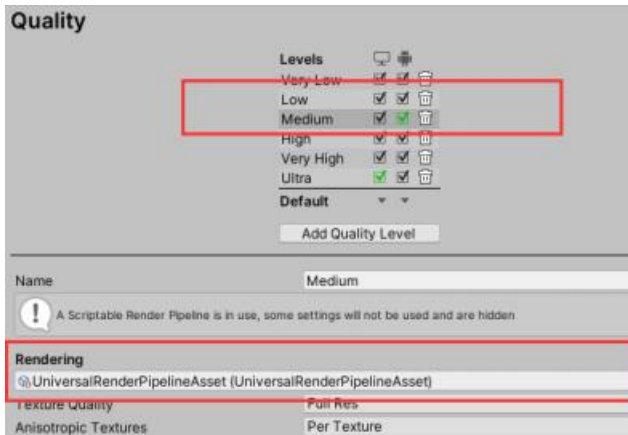 Quality
Levels
Very Low
Low
Medium
High
Very High
Ultra
Default
Add Quality Level
Name Medium
! A Scriptable Render Pipeline is in use, some settings will not be used and are hidden
Rendering
UniversalRenderPipelineAsset (UniversalRenderPipelineAsset)
Texture Quality Full Res
Anisotropic Textures Per Texture